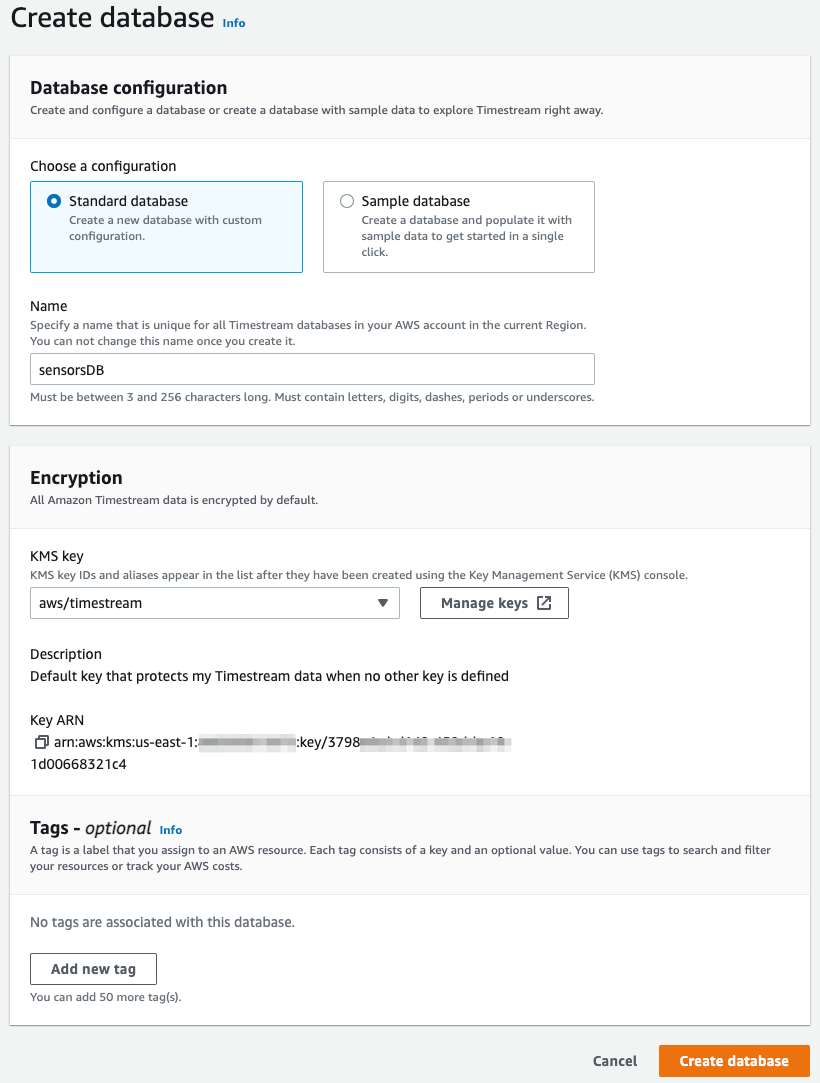 Create database Info
Database configuration
Create and configure a database or create a database with sample data to explore Timestream right away.
Choose a configuration
Standard database
Create a new database with custom
configuration.
Sample database
Create a database and populate it with
sample data to get started in a single
click.
Name
Specify a name that is unique for all Timestream databases in your AWS account in the current Region.
You can not change this name once you create it.
sensorsDB
Must be between 3 and 256 characters long. Must contain letters, digits, dashes, periods or underscores.
Encryption
All Amazon Timestream data is encrypted by default.
KMS key
KMS key IDs and aliases appear in the list after they have been created using the Key Management Service (KMS) console.
aws/timestream
Manage keys
Description
Default key that protects my Timestream data when no other key is defined
Key ARN
arn:aws:kms:us-east-1: :key/3798
1d00668321c4
Tags - optional Info
A tag is a label that you assign to an AWS resource. Each tag consists of a key and an optional value. You can use tags to search and filter
your resources or track your AWS costs.
No tags are associated with this database.
Add new tag
You can add 50 more tag(s).
Cancel
Create database